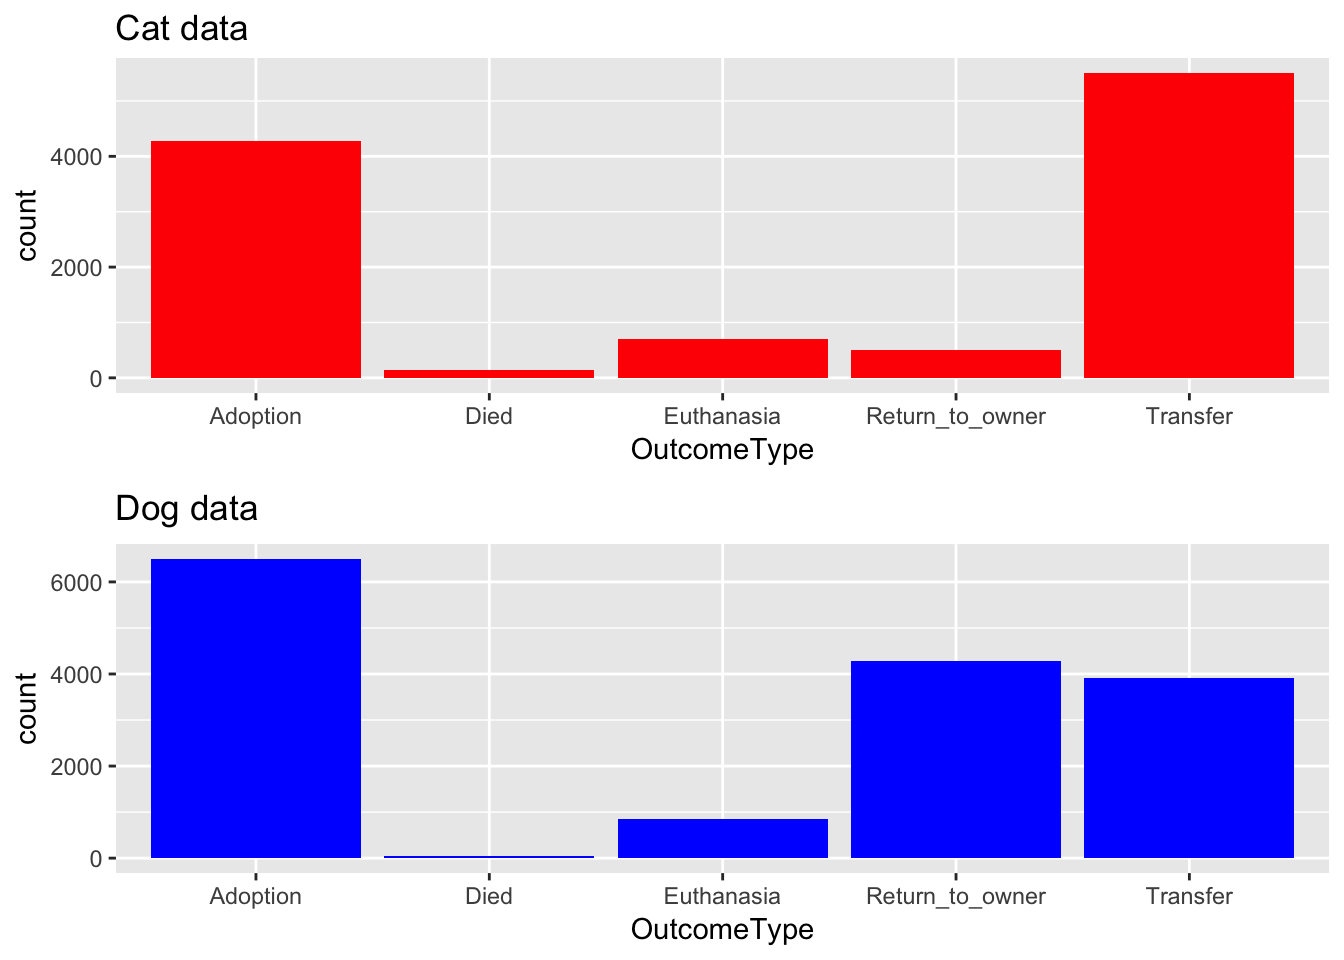 Cat data
count
4000
2000
0
Adoption Died Euthanasia Return_to_owner Transfer
OutcomeType
Dog data
count
6000
4000
2000
0
Adoption Died Euthanasia Return_to_owner Transfer
OutcomeType